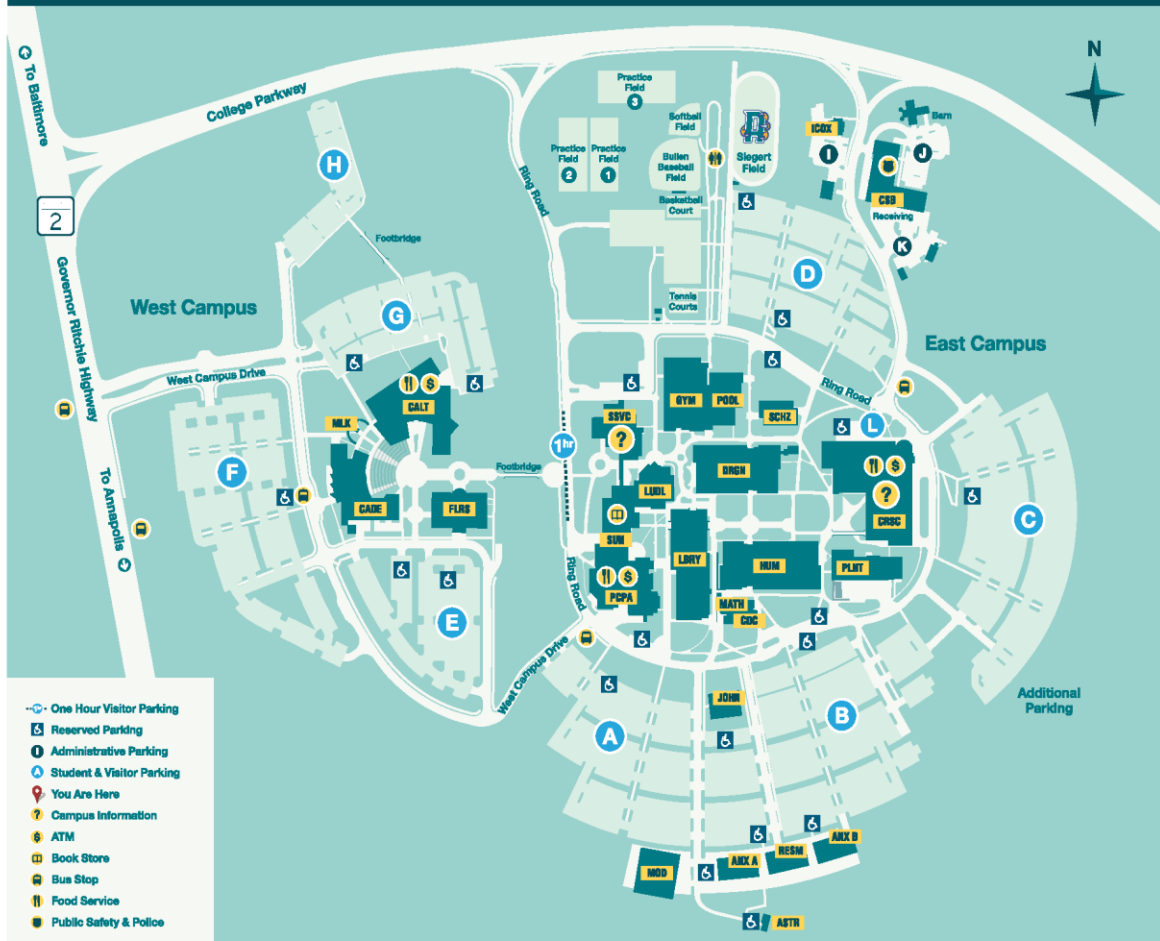 N
To Baltimore
College Parkway
2
Governor Ritchie Highway
To Annapolis
West Campus
West Campus Drive
H
Footbridge
G
CALT
$
MLK
F
CADE
FLRS
Footbridge
E
West Campus Drive
Ring Road
Practice
Field
3
Practice
Field
2
Practice
Field
1
Softball
Field
Bullen
Baseball
Field
Basketball
Court
Siegert
Field
Tennis
Courts
ICOX
I
Barn
J
CSB
Receiving
K
D
East Campus
Ring Road
L
1hr
SSVC
?
GYM
POOL
SCHZ
LUDL
DRGN
$
?
CRSC
C
SUN
LBRY
HUM
PLNT
$
PCPA
MATH
CDC
Ring Road
JOHN
A
B
Additional
Parking
MOD
ANX A
RESM
ANX B
ASTR
1hr One Hour Visitor Parking
Reserved Parking
I Administrative Parking
A Student & Visitor Parking
You Are Here
? Campus Information
$ ATM
Book Store
Bus Stop
Food Service
Public Safety & Police